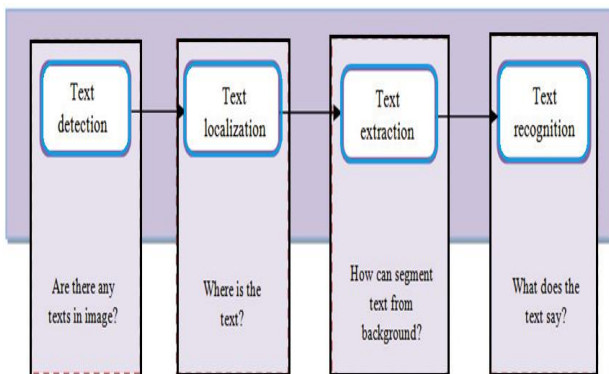 Text
detection
Text
localization
Text
extraction
Text
recognition
Are there any
texts in image?
Where is the
text?
How can segment
text from
background?
What does the
text say?